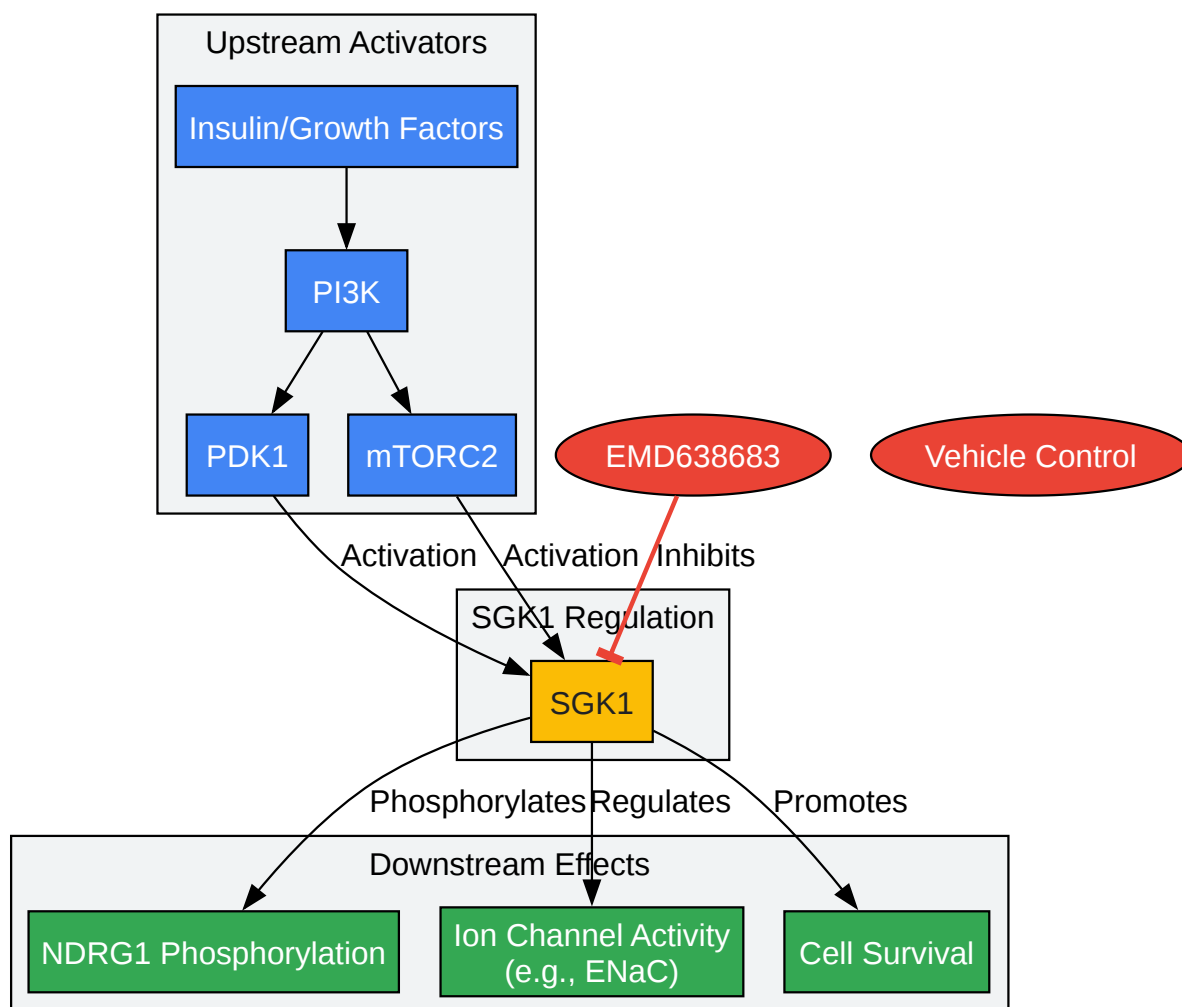 Upstream Activators
Insulin/Growth Factors
PI3K
PDK1
mTORC2
EMD638683
Vehicle Control
Activation
Activation
Inhibits
SGK1 Regulation
SGK1
Phosphorylates
Regulates
Promotes
Downstream Effects
NDRG1 Phosphorylation
Ion Channel Activity
(e.g., ENaC)
Cell Survival